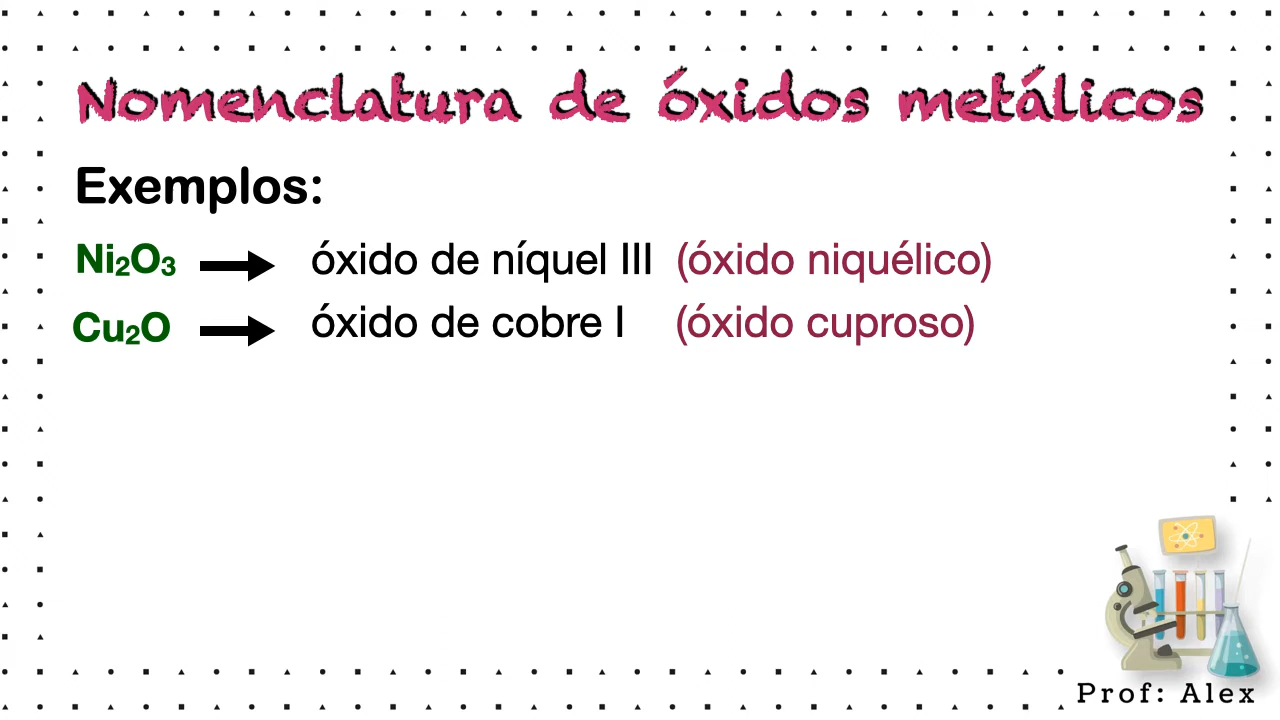 Nomenclatura de óxidos metálicos
Exemplos:
Ni₂O₃ → óxido de níquel III (óxido niquélico)
Cu₂O → óxido de cobre I (óxido cuproso)
Prof: Alex